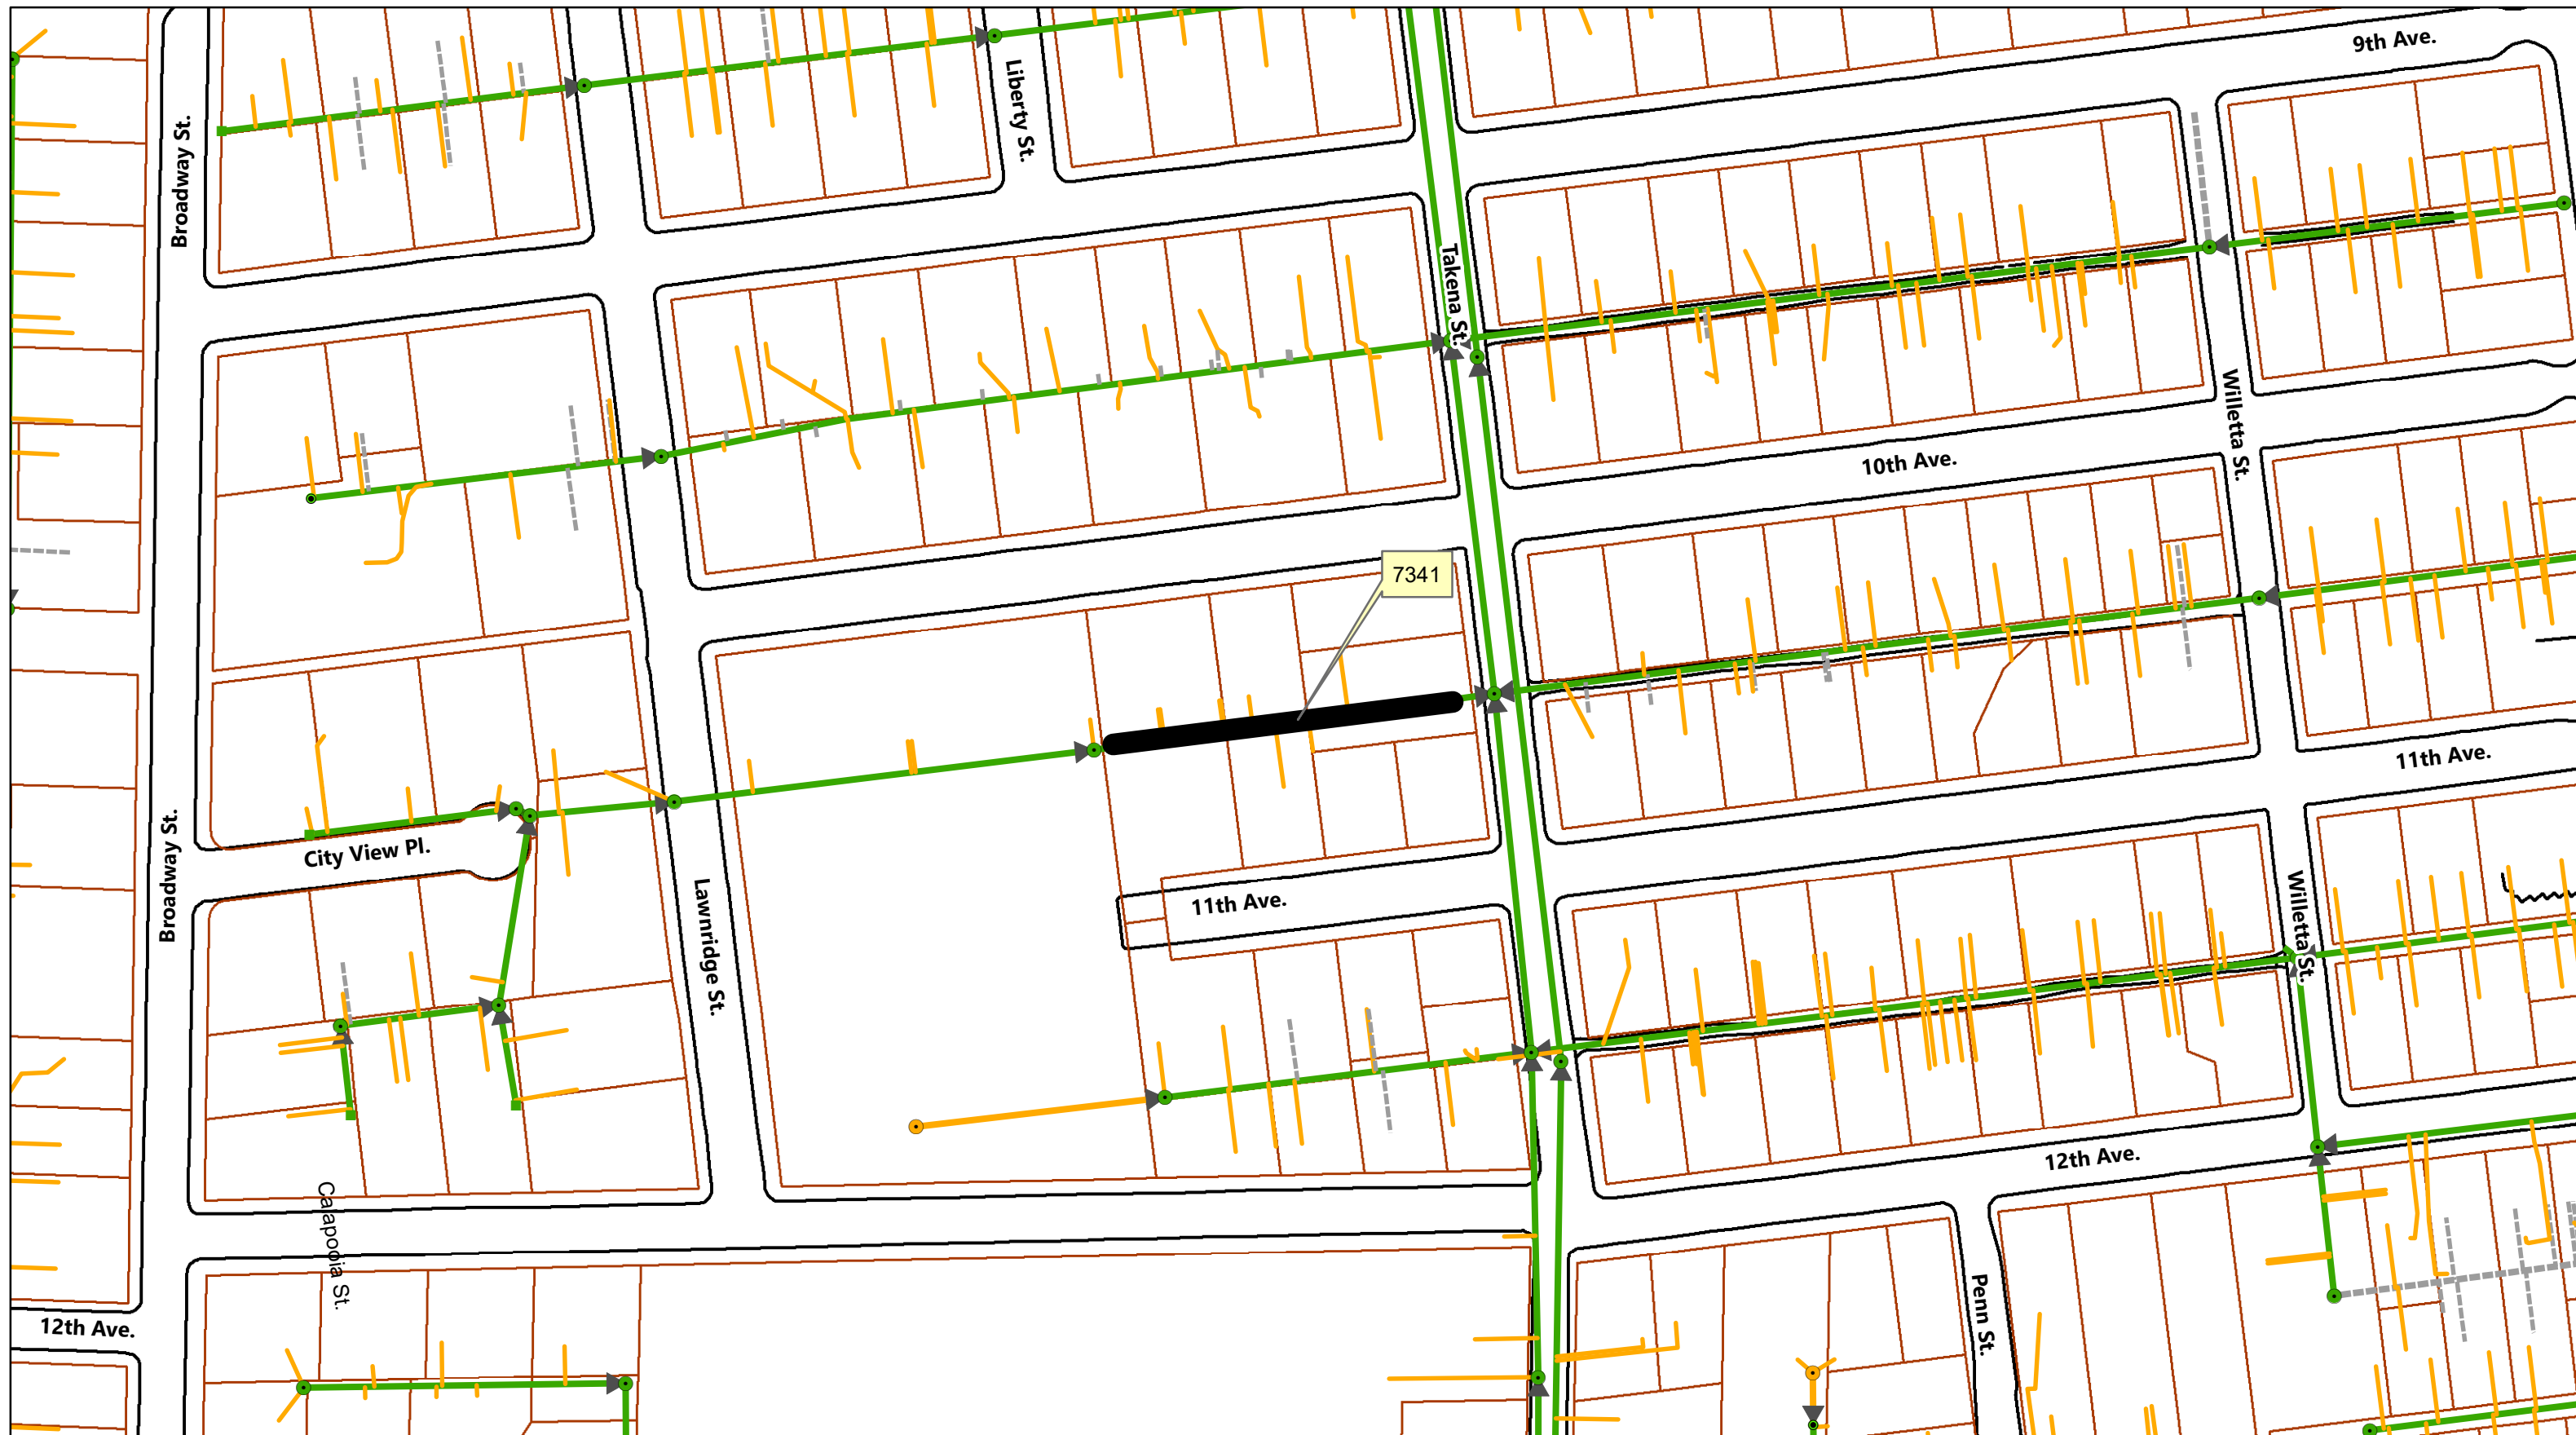 9th Ave.
Liberty St.
Broadway St.
Takena St.
Willetta St.
10th Ave.
7341
11th Ave.
City View Pl.
Broadway St.
Lawnridge St.
11th Ave.
Willetta St.
12th Ave.
Calapooia St.
Penn St.
12th Ave.